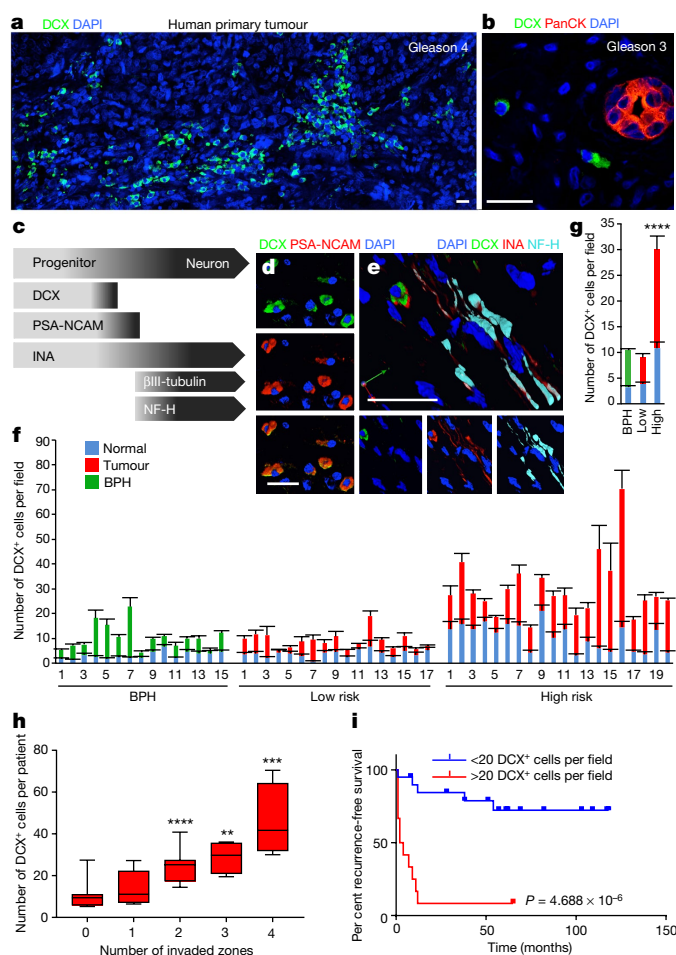 a
DCX DAPI
Human primary tumour
Gleason 4
b
DCX PanCK DAPI
Gleason 3
c
Progenitor
Neuron
DCX
PSA-NCAM
INA
βIII-tubulin
NF-H
d
DCX PSA-NCAM DAPI
e
DAPI DCX INA NF-H
g
****
Number of DCX+ cells per field
35
30
25
20
15
10
5
0
BPH
Low
High
f
Number of DCX+ cells per field
90
80
70
60
50
40
30
20
10
0
Normal
Tumour
BPH
1 3 5 7 9 11 13 15
BPH
1 3 5 7 9 11 13 15 17
Low risk
1 3 5 7 9 11 13 15 17 19
High risk
h
Number of DCX+ cells per patient
80
60
40
20
0
****
**
***
0 1 2 3 4
Number of invaded zones
i
Per cent recurrence-free survival
100
50
0
<20 DCX+ cells per field
>20 DCX+ cells per field
P = 4.688 × 10−6
0 50 100 150
Time (months)